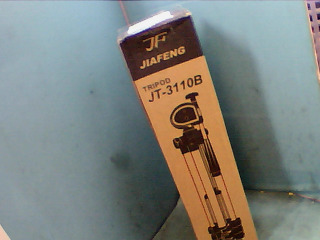 JF
JIAFENG
TRIPOD
JT-3110B